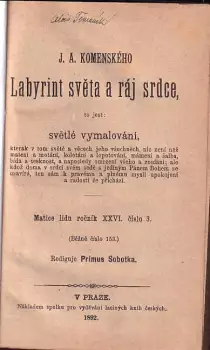 J. A. KOMENSKÉHO
Labyrint světa a ráj srdce,
to jest:
světlé vymalování,
kterak v tom světě a věcech jeho všechněch, nic není než
matení a motání, kolotání a lopotování, mámení a šalba,
bída a tesknost, a naposledy omrzení všeho a zoufání; ale
kdož doma v srdci svém sedě s jediným Pánem Bohem se
uzavírá, ten sám k pravému a plnému mysli upokojení
a radosti že přichází.
Matice lidu ročník XXVI. číslo 3.
(Běžné číslo 153.)
Rediguje Primus Sobotka.
V PRAZE.
Nákladem spolku pro vydávání laciných knih českých.
1892.